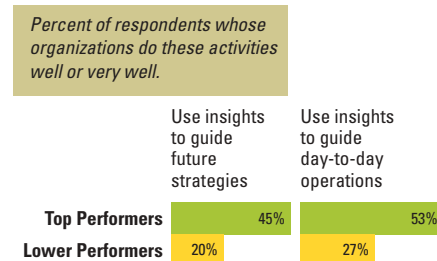 Percent of respondents whose
organizations do these activities
well or very well.
Use insights
to guide
future
strategies
Use insights
to guide
day-to-day
operations
Top Performers 45% 53%
Lower Performers 20% 27%